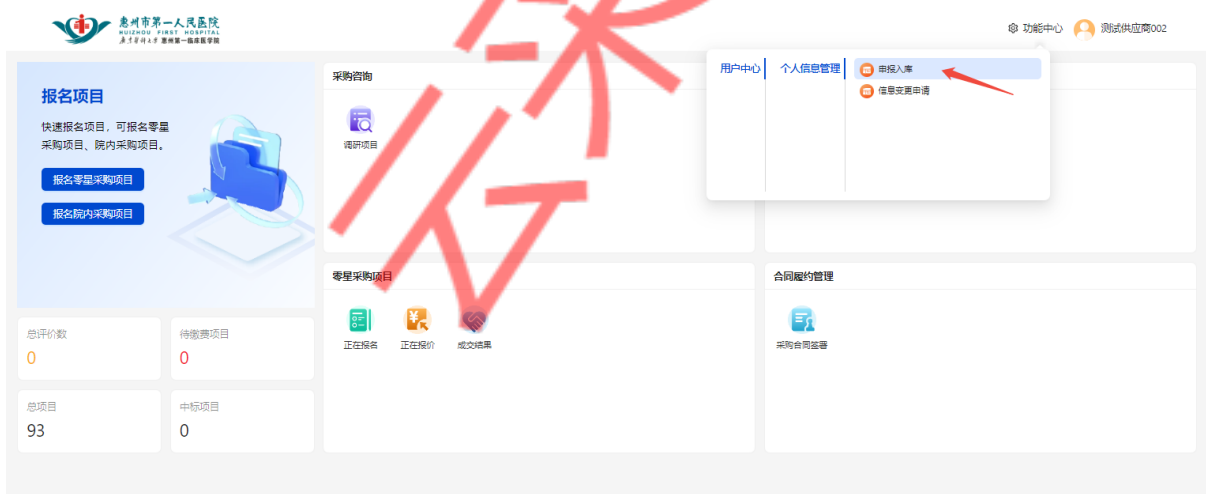 惠州市第一人民医院
HUIZHOU FIRST HOSPITAL
惠州第一临床医学院
功能中心
测试供应商002
用户中心
个人信息管理
申报入库
信息变更申请
报名项目
快速报名项目，可报名零星
采购项目、院内采购项目。
报名零星采购项目
报名院内采购项目
采购咨询
调研项目
零星采购项目
正在报名
正在报价
成交结果
合同履约管理
采购合同签署
总评价数
0
待缴费项目
0
总项目
93
中标项目
0